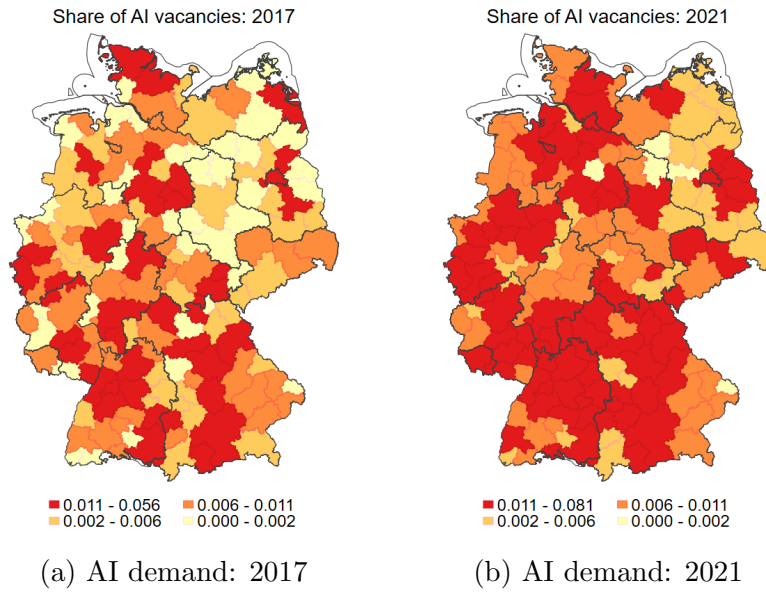 Share of AI vacancies: 2017
0.011 - 0.056 0.006 - 0.011
0.002 - 0.006 0.000 - 0.002
(a) AI demand: 2017
Share of AI vacancies: 2021
0.011 - 0.081 0.006 - 0.011
0.002 - 0.006 0.000 - 0.002
(b) AI demand: 2021